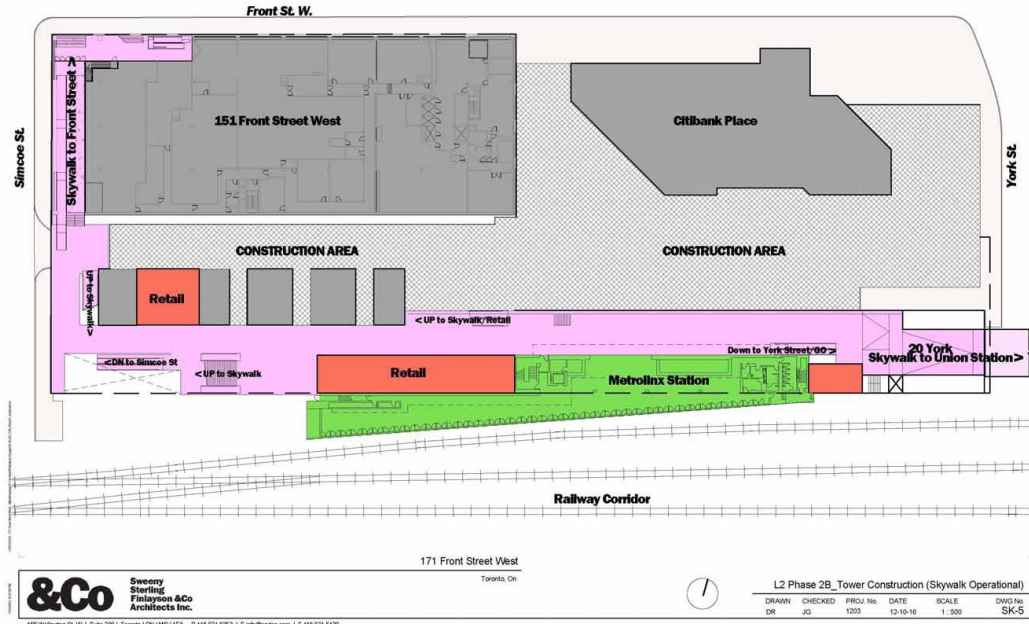 Front St. W.
Simcoe St.
Skywalk to Front Street >
151 Front Street West
Citibank Place
York St.
CONSTRUCTION AREA
CONSTRUCTION AREA
UP to Skywalk>
Retail
< UP to Skywalk/Retail
<DN to Simcoe St
< UP to Skywalk
Retail
Metrolinx Station
Down to York Street/GO >
20 York
Skywalk to Union Station >
Railway Corridor
171 Front Street West
Toronto, On
&Co
Sweeny
Sterling
Finlayson &Co
Architects Inc.
L2 Phase 2B_Tower Construction (Skywalk Operational)
DRAWN CHECKED PROJ. No. DATE SCALE DWG No.
DR JG 1203 12-10-16 1 : 500 SK-5